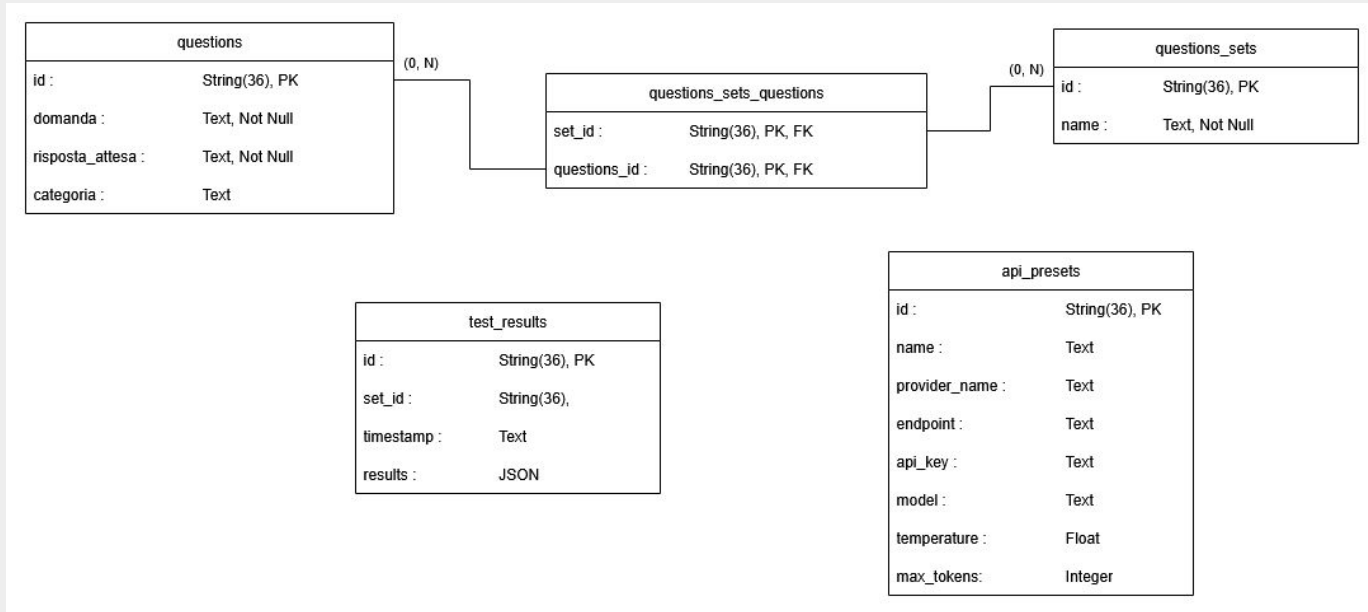 questions
id : String(36), PK
domanda : Text, Not Null
risposta_attesa : Text, Not Null
categoria : Text
(0, N)
questions_sets_questions
set_id : String(36), PK, FK
questions_id : String(36), PK, FK
(0, N)
questions_sets
id : String(36), PK
name : Text, Not Null
test_results
id : String(36), PK
set_id : String(36),
timestamp : Text
results : JSON
api_presets
id : String(36), PK
name : Text
provider_name : Text
endpoint : Text
api_key : Text
model : Text
temperature : Float
max_tokens: Integer